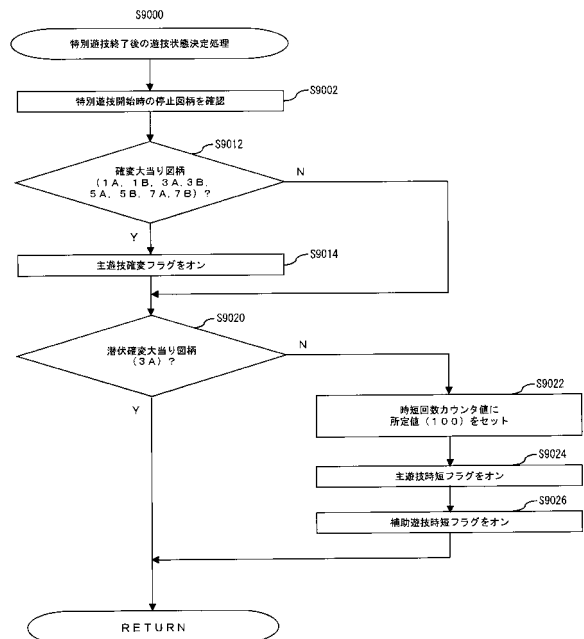 S9000
特別遊技終了後の遊技状態決定処理
S9002
特別遊技開始時の停止図柄を確認
S9012
確変大当り図柄
(1A, 1B, 3A, 3B,
5A, 5B, 7A, 7B) ?
N
Y
S9014
主遊技確変フラグをオン
S9020
潜伏確変大当り図柄
(3A) ?
N
Y
S9022
時短回数カウンタ値に
所定値(100)をセット
S9024
主遊技時短フラグをオン
S9026
補助遊技時短フラグをオン
RETURN